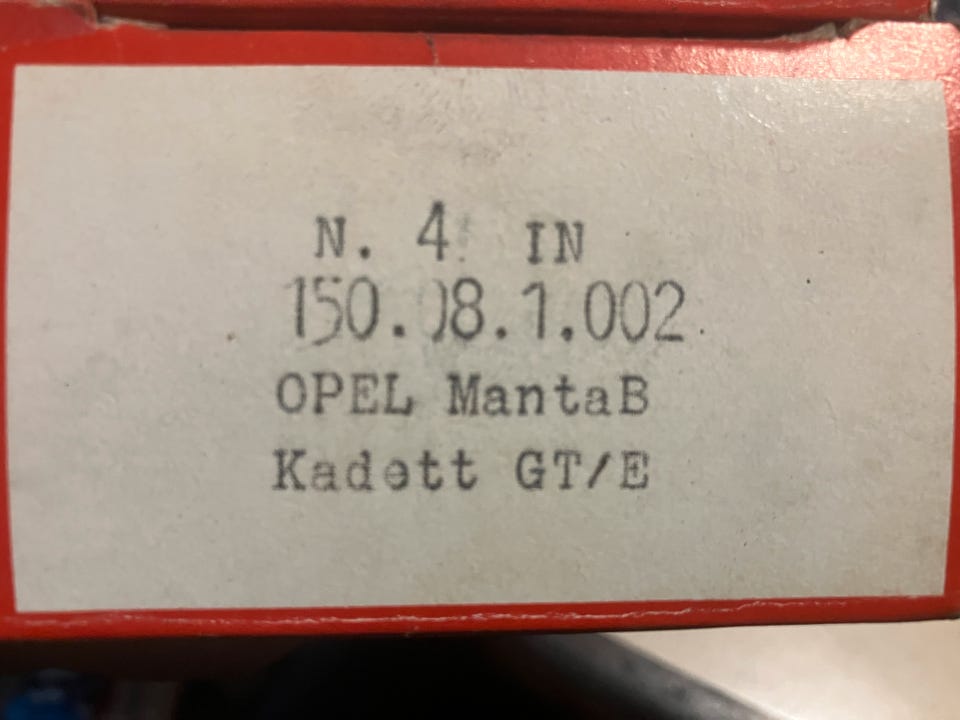 N. 4 IN
150.08.1.002
OPEL MantaB
Kadett GT/E